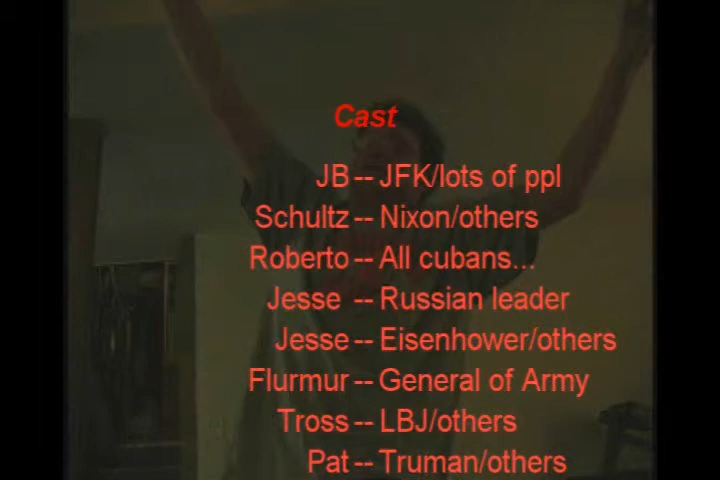 Cast
JB -- JFK/lots of ppl
Schultz -- Nixon/others
Roberto -- All cubans...
Jesse -- Russian leader
Jesse -- Eisenhower/others
Flurmur -- General of Army
Tross -- LBJ/others
Pat -- Truman/others